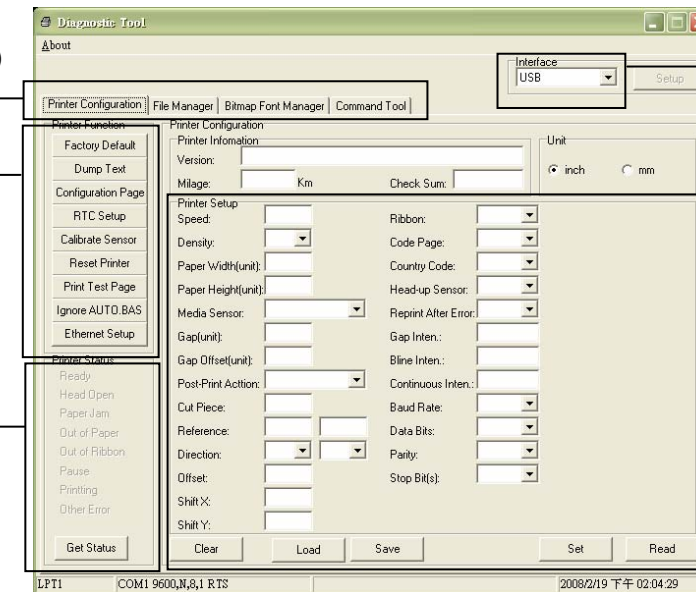 Diagnostic Tool
About
)
Interface
USB
Setup
Printer Configuration File Manager Bitmap Font Manager Command Tool
Printer Function
Factory Default
Dump Text
Configuration Page
RTC Setup
Calibrate Sensor
Reset Printer
Print Test Page
Ignore AUTO.BAS
Ethernet Setup
Printer Status
Ready
Head Open
Paper Jam
Out of Paper
Out of Ribbon
Pause
Printting
Other Error
Get Status
Printer Configuration
Printer Infomation
Version:
Milage: Km Check Sum:
Unit
inch mm
Printer Setup
Speed: Ribbon:
Density: Code Page:
Paper Width(unit): Country Code:
Paper Height(unit): Head-up Sensor:
Media Sensor: Reprint After Error:
Gap(unit): Gap Inten.:
Gap Offset(unit): Bline Inten.:
Post-Print Acttion: Continuous Inten.:
Cut Piece: Baud Rate:
Reference: Data Bits:
Direction: Parity:
Offset: Stop Bit(s):
Shift X:
Shift Y:
Clear Load Save Set Read
LPT1 COM1 9600,N,8,1 RTS 2008/2/19 下午 02:04:29